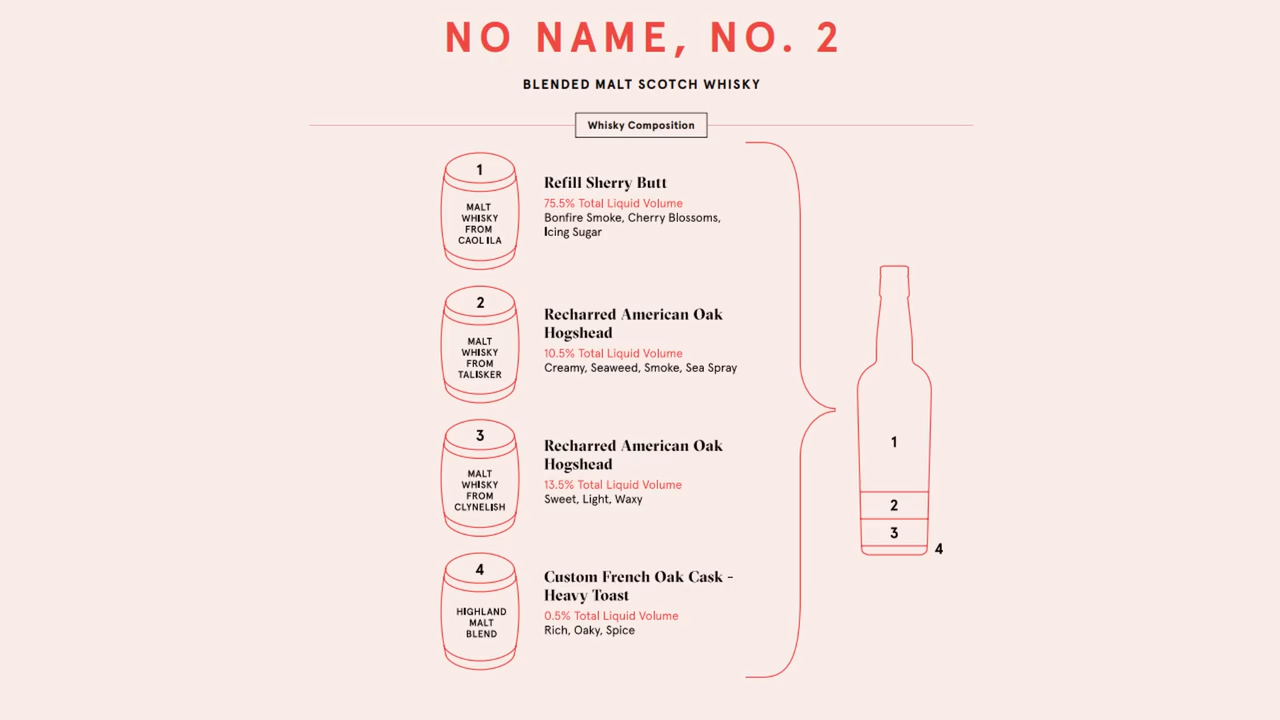 NO NAME, NO. 2
BLENDED MALT SCOTCH WHISKY
Whisky Composition
1
MALT
WHISKY
FROM
CAOL ILA
Refill Sherry Butt
75.5% Total Liquid Volume
Bonfire Smoke, Cherry Blossoms,
Icing Sugar
2
MALT
WHISKY
FROM
TALISKER
Recharred American Oak
Hogshead
10.5% Total Liquid Volume
Creamy, Seaweed, Smoke, Sea Spray
3
MALT
WHISKY
FROM
CLYNELISH
Recharred American Oak
Hogshead
13.5% Total Liquid Volume
Sweet, Light, Waxy
4
HIGHLAND
MALT
BLEND
Custom French Oak Cask -
Heavy Toast
0.5% Total Liquid Volume
Rich, Oaky, Spice
1
2
3
4